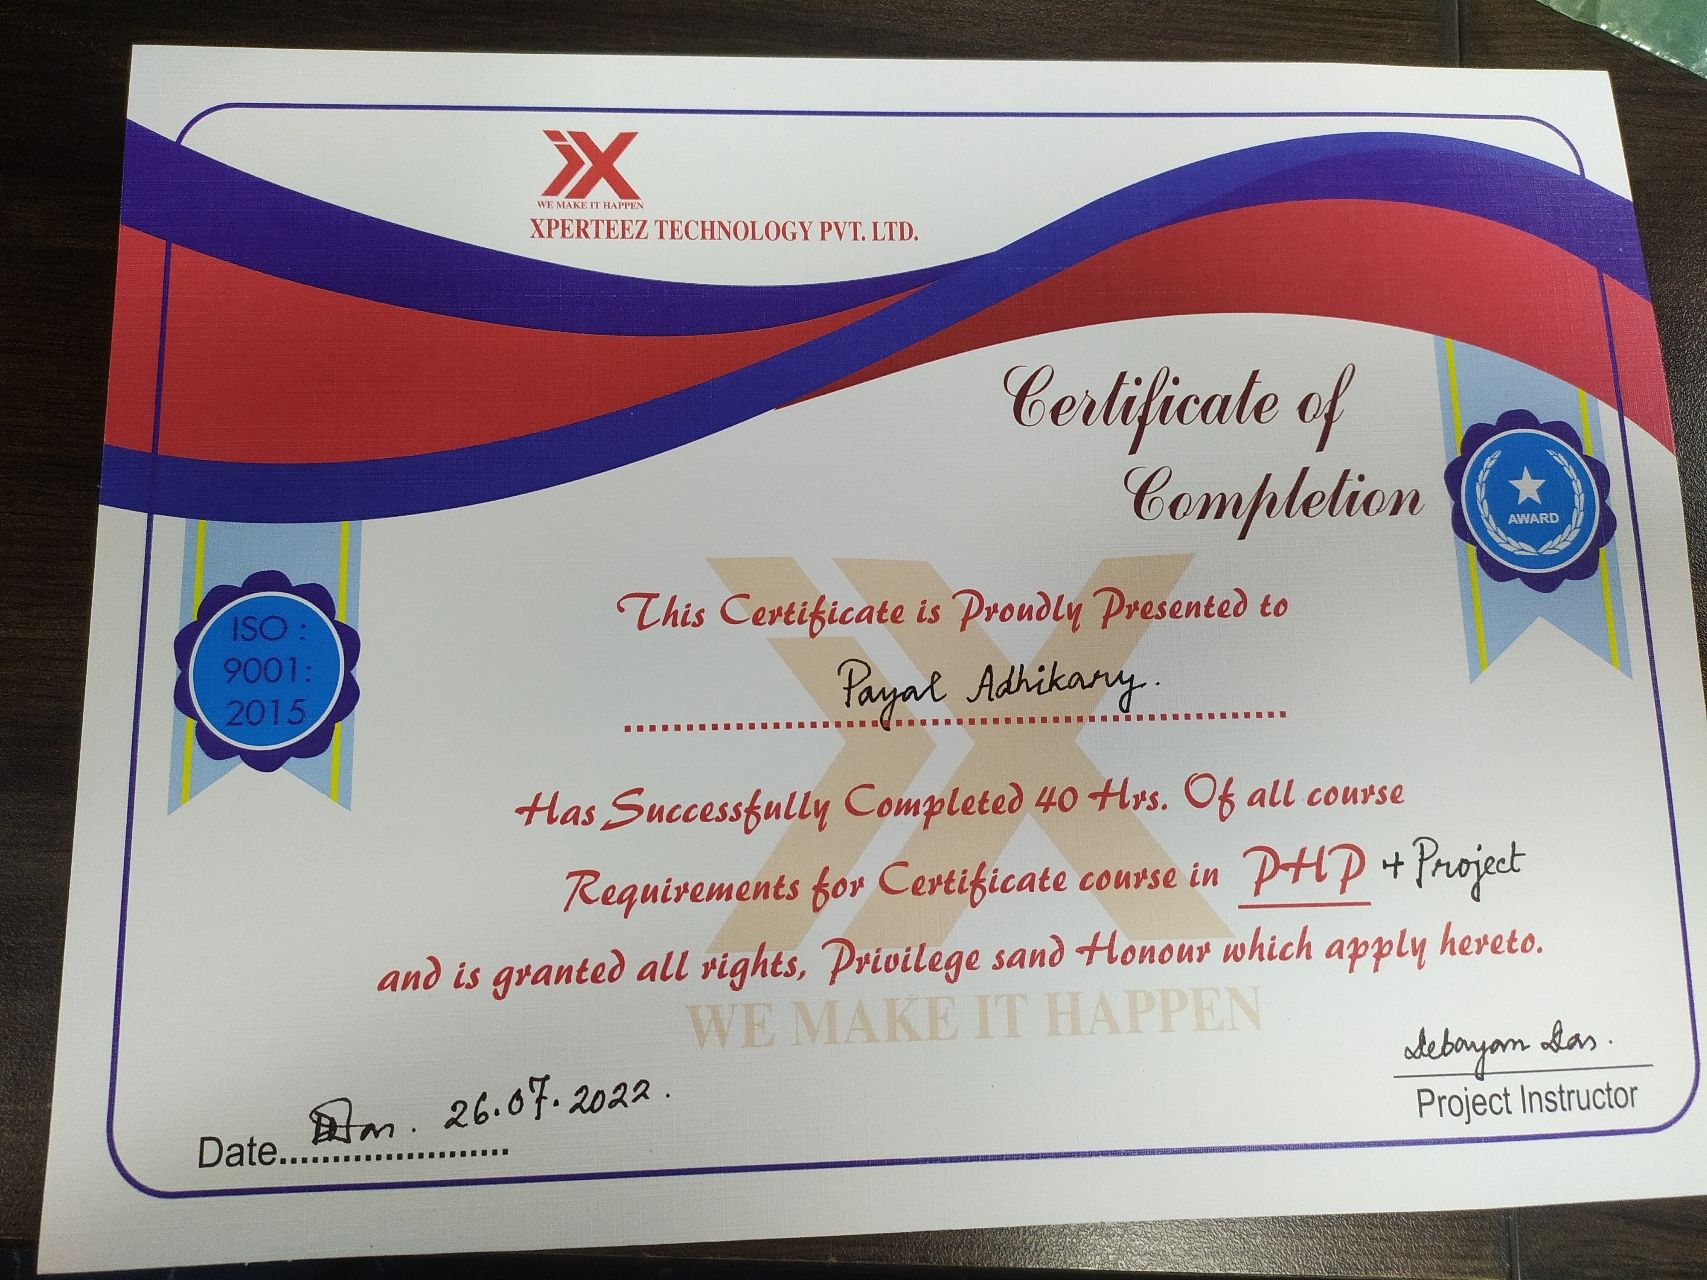 WE MAKE IT HAPPEN
XPERTEEZ TECHNOLOGY PVT. LTD.
Certificate of
Completion
AWARD
ISO :
9001:
2015
This Certificate is Proudly Presented to
Payal Adhikary.
Has Successfully Completed 40 Hrs. Of all course
Requirements for Certificate course in PHP + Project
and is granted all rights, Privilege sand Honour which apply hereto.
WE MAKE IT HAPPEN
Debayan Das.
Project Instructor
Date...................... 26.07.2022.